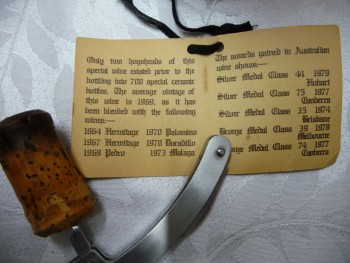 Only two hogsheads of this
special wine existed prior to the
bottling into 700 special ceramic
bottles. The average vintage of
this wine is 1969, as it has
been blended with the following
wines:—
1964 Hermitage 1970 Palomino
1967 Hermitage 1970 Doradillo
1969 Pedro 1973 Malaga
The awards gained in Australian
wine shows:—
Silver Medal Class 44 1979
Hobart
Silver Medal Class 75 1977
Canberra
Silver Medal Class 35 1974
Brisbane
Bronze Medal Class 39 1978
Melbourne
Bronze Medal Class 74 1977
Canberra